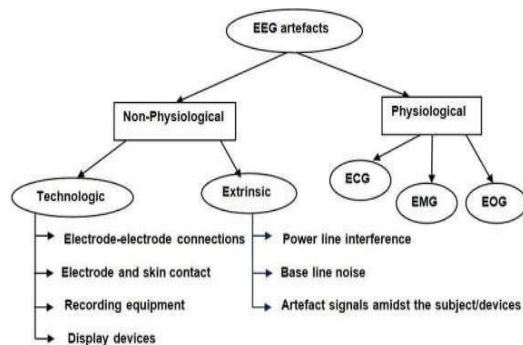 EEG artefacts
Non-Physiological
Physiological
Technologic
Extrinsic
ECG
EMG
EOG
Electrode-electrode connections
Electrode and skin contact
Recording equipment
Display devices
Power line interference
Base line noise
Artefact signals amidst the subject/devices